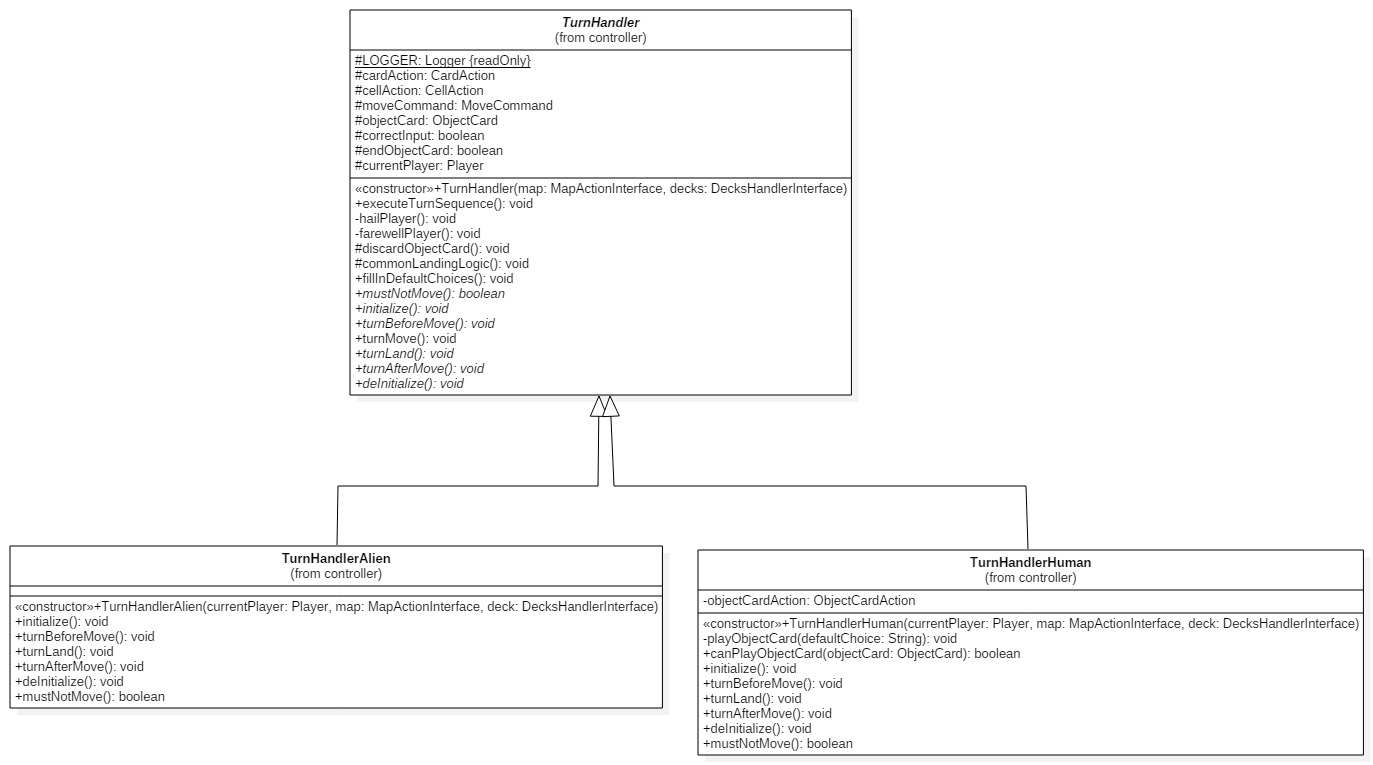 TurnHandler
(from controller)
#LOGGER: Logger {readOnly}
#cardAction: CardAction
#cellAction: CellAction
#moveCommand: MoveCommand
#objectCard: ObjectCard
#correctInput: boolean
#endObjectCard: boolean
#currentPlayer: Player
«constructor»+TurnHandler(map: MapActionInterface, decks: DecksHandlerInterface)
+executeTurnSequence(): void
-hailPlayer(): void
-farewellPlayer(): void
#discardObjectCard(): void
#commonLandingLogic(): void
+fillInDefaultChoices(): void
+mustNotMove(): boolean
+initialize(): void
+turnBeforeMove(): void
+turnMove(): void
+turnLand(): void
+turnAfterMove(): void
+deInitialize(): void
TurnHandlerAlien
(from controller)
«constructor»+TurnHandlerAlien(currentPlayer: Player, map: MapActionInterface, deck: DecksHandlerInterface)
+initialize(): void
+turnBeforeMove(): void
+turnLand(): void
+turnAfterMove(): void
+deInitialize(): void
+mustNotMove(): boolean
TurnHandlerHuman
(from controller)
-objectCardAction: ObjectCardAction
«constructor»+TurnHandlerHuman(currentPlayer: Player, map: MapActionInterface, deck: DecksHandlerInterface)
-playObjectCard(defaultChoice: String): void
+canPlayObjectCard(objectCard: ObjectCard): boolean
+initialize(): void
+turnBeforeMove(): void
+turnLand(): void
+turnAfterMove(): void
+deInitialize(): void
+mustNotMove(): boolean